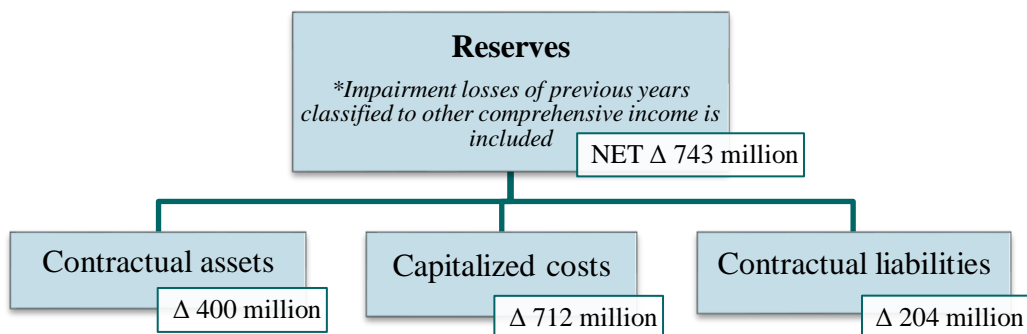 Reserves
*Impairment losses of previous years
classified to other comprehensive income is
included
NET Δ 743 million
Contractual assets
Δ 400 million
Capitalized costs
Δ 712 million
Contractual liabilities
Δ 204 million